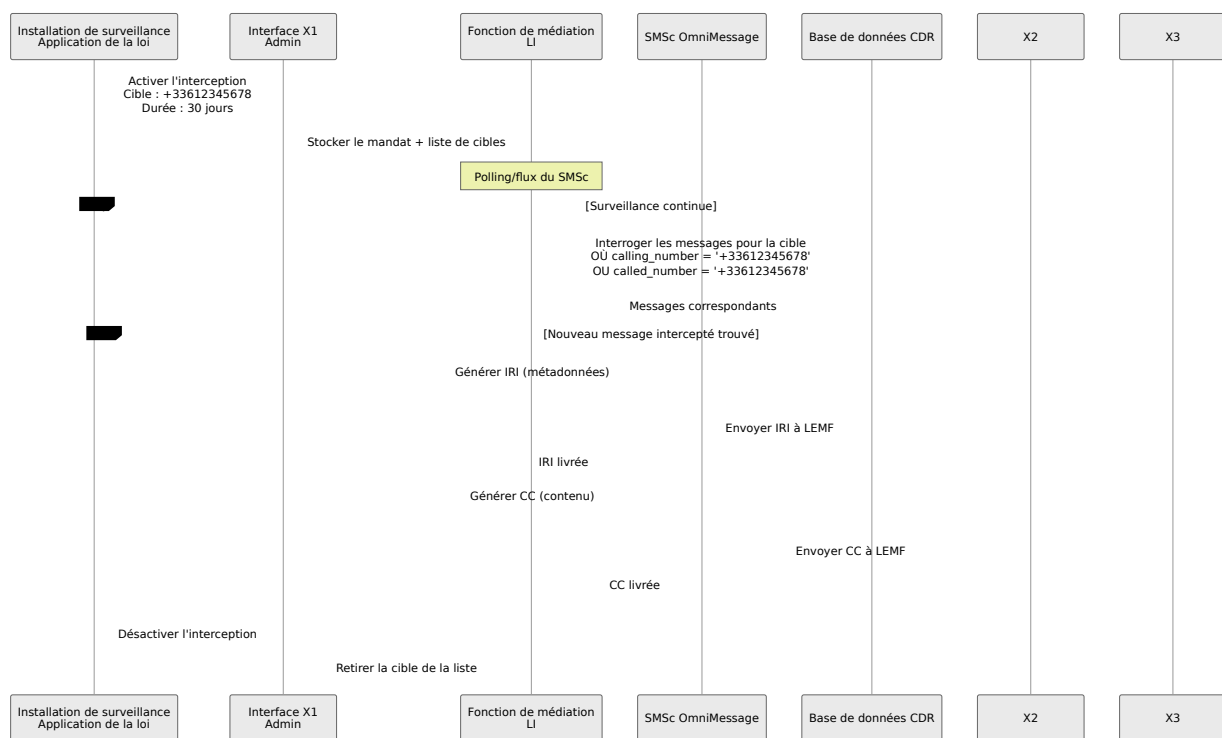 Installation de surveillance
Application de la loi
Interface X1
Admin
Fonction de médiation
LI
SMSc OmniMessage
Base de données CDR
X2
X3
Activer l'interception
Cible : +33612345678
Durée : 30 jours
Stocker le mandat + liste de cibles
Polling/flux du SMSc
[Surveillance continue]
Interroger les messages pour la cible
OÙ calling_number = '+33612345678'
OU called_number = '+33612345678'
Messages correspondants
[Nouveau message intercepté trouvé]
Générer IRI (métadonnées)
Envoyer IRI à LEMF
IRI livrée
Générer CC (contenu)
Envoyer CC à LEMF
CC livrée
Désactiver l'interception
Retirer la cible de la liste
Installation de surveillance
Application de la loi
Interface X1
Admin
Fonction de médiation
LI
SMSc OmniMessage
Base de données CDR
X2
X3